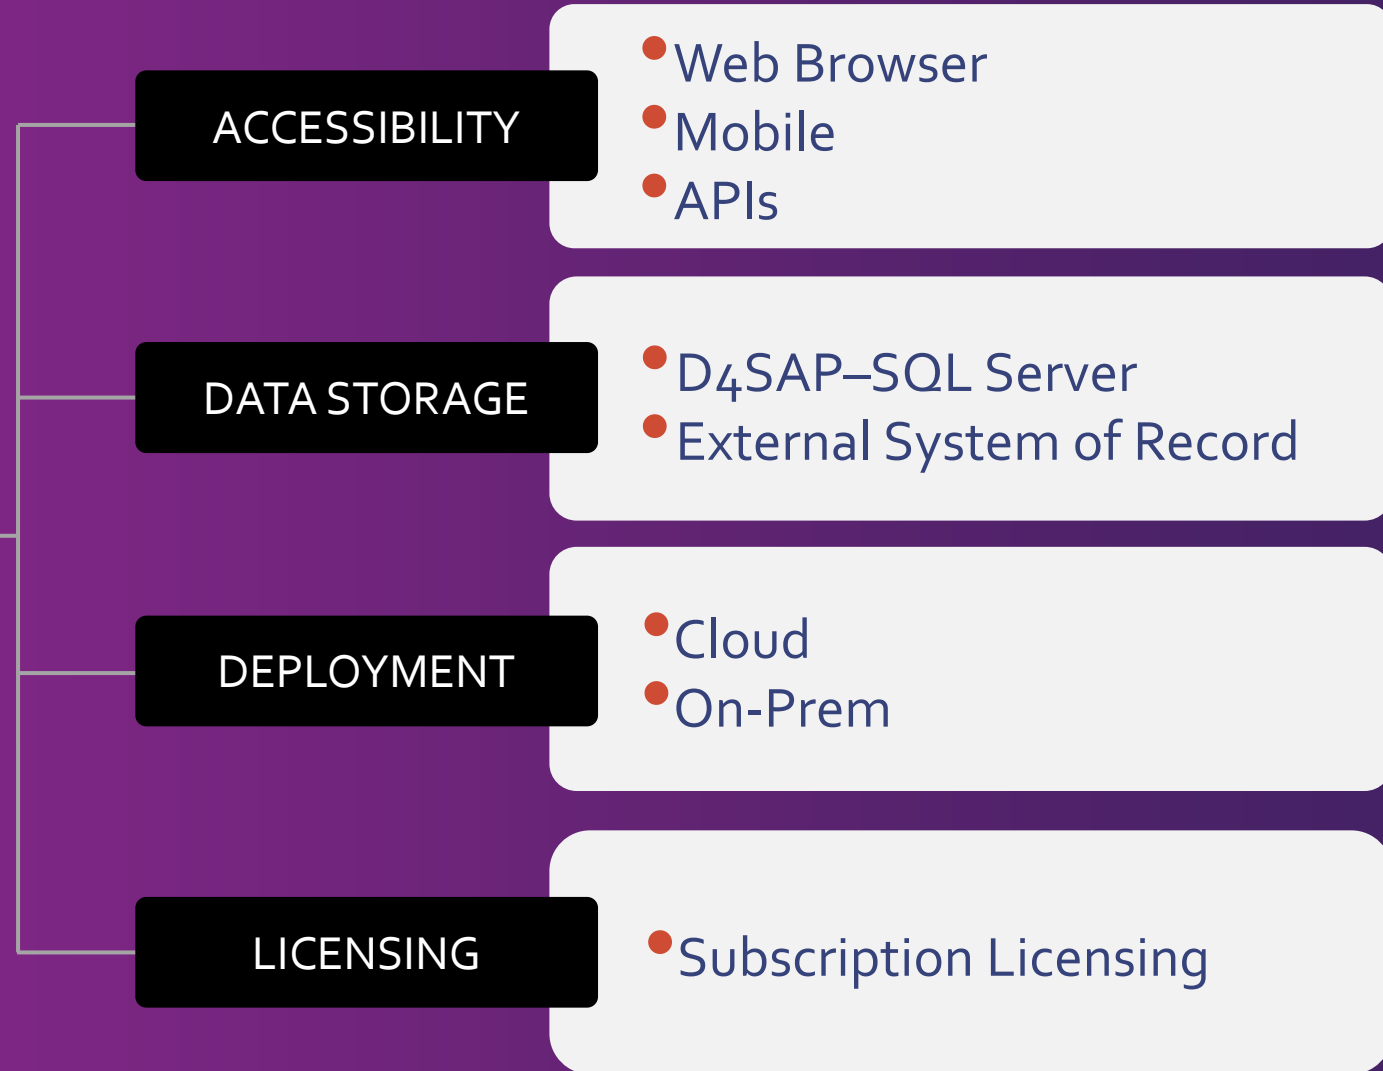 ACCESSIBILITY
• Web Browser
• Mobile
• APIs
DATA STORAGE
• D4SAP–SQL Server
• External System of Record
DEPLOYMENT
• Cloud
• On-Prem
LICENSING
• Subscription Licensing